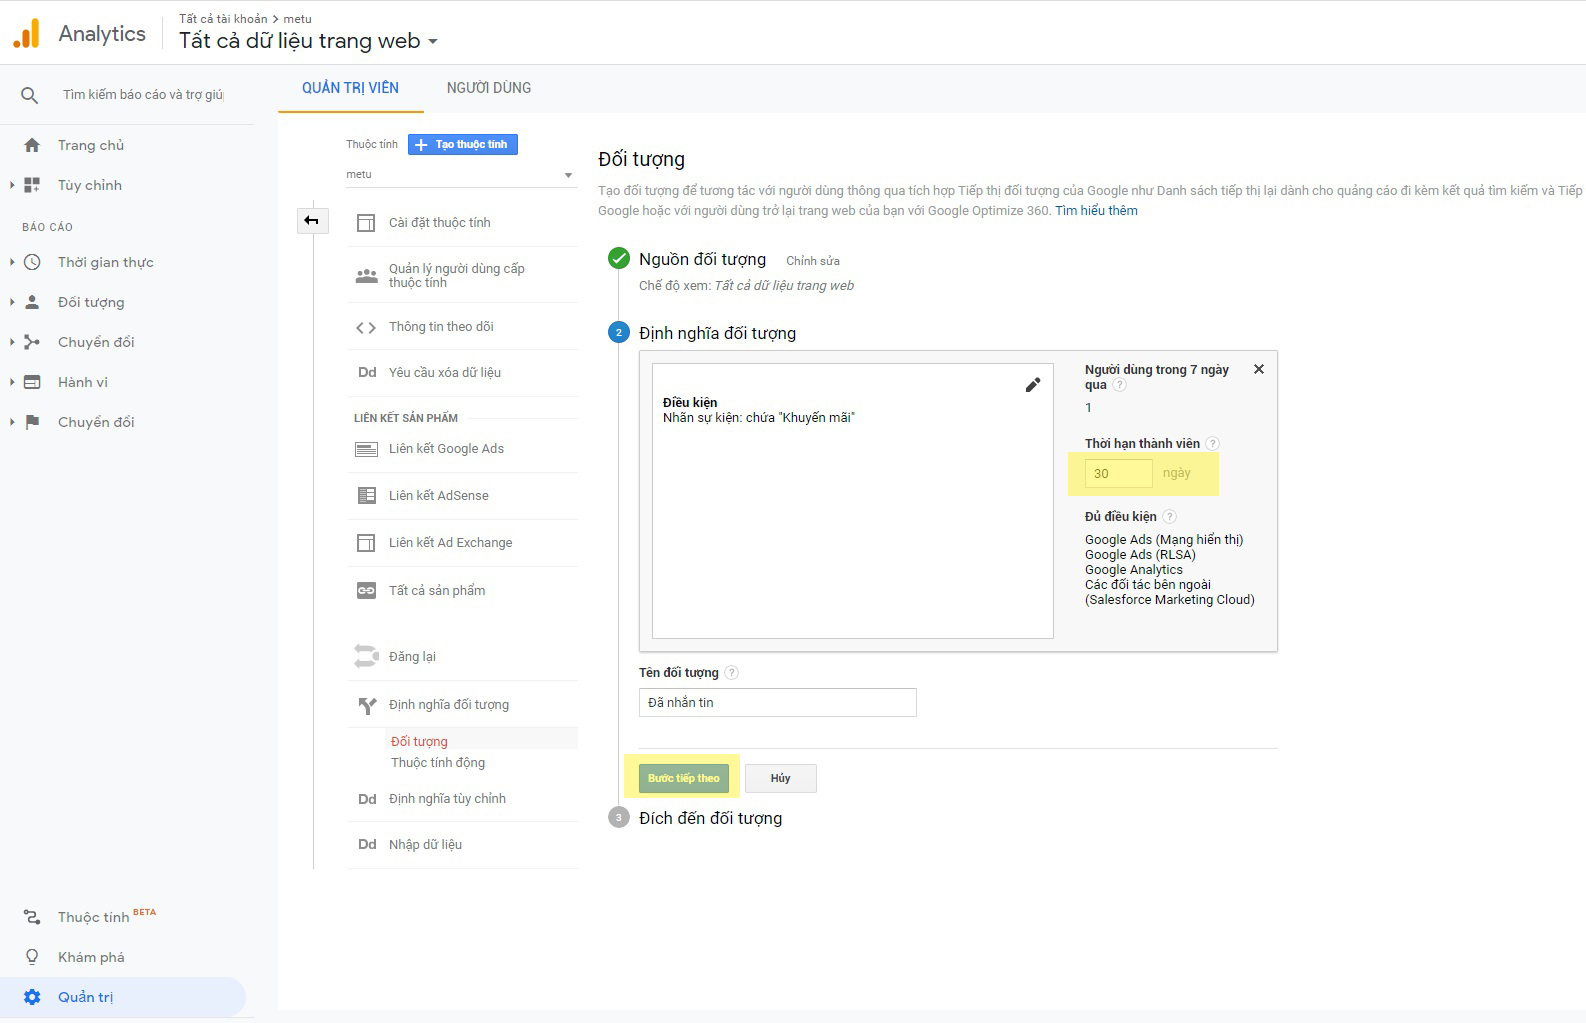 Analytics
Tất cả tài khoản > metu
Tất cả dữ liệu trang web
Tìm kiếm báo cáo và trợ giú
Trang chủ
Tùy chỉnh
BÁO CÁO
Thời gian thực
Đối tượng
Chuyển đổi
Hành vi
Chuyển đổi
Thuộc tính BETA
Khám phá
Quản trị
QUẢN TRỊ VIÊN
NGƯỜI DÙNG
Thuộc tính
+ Tạo thuộc tính
metu
Cài đặt thuộc tính
Quản lý người dùng cấp
thuộc tính
Thông tin theo dõi
Dd Yêu cầu xóa dữ liệu
LIÊN KẾT SẢN PHẨM
Liên kết Google Ads
Liên kết AdSense
Liên kết Ad Exchange
Tất cả sản phẩm
Đăng lại
Định nghĩa đối tượng
Đối tượng
Thuộc tính động
Dd Định nghĩa tùy chỉnh
Dd Nhập dữ liệu
Đối tượng
Tạo đối tượng để tương tác với người dùng thông qua tích hợp Tiếp thị đối tượng của Google như Danh sách tiếp thị lại dành cho quảng cáo đi kèm kết quả tìm kiếm và Tiếp
Google hoặc với người dùng trở lại trang web của bạn với Google Optimize 360. Tìm hiểu thêm
Nguồn đối tượng Chỉnh sửa
Chế độ xem: Tất cả dữ liệu trang web
2 Định nghĩa đối tượng
Điều kiện
Nhãn sự kiện: chứa "Khuyến mãi"
Người dùng trong 7 ngày
qua ?
1
Thời hạn thành viên ?
30 ngày
Đủ điều kiện ?
Google Ads (Mạng hiển thị)
Google Ads (RLSA)
Google Analytics
Các đối tác bên ngoài
(Salesforce Marketing Cloud)
Tên đối tượng ?
Đã nhắn tin
Bước tiếp theo
Hủy
3 Đích đến đối tượng